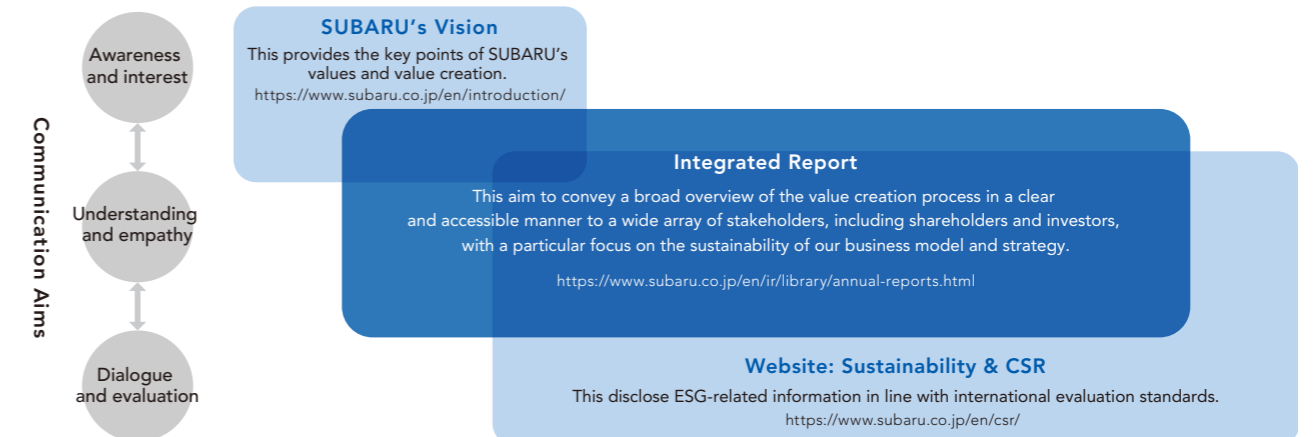 Communication Aims
Awareness
and interest
Understanding
and empathy
Dialogue
and evaluation
SUBARU's Vision
This provides the key points of SUBARU's
values and value creation.
https://www.subaru.co.jp/en/introduction/
Integrated Report
This aim to convey a broad overview of the value creation process in a clear
and accessible manner to a wide array of stakeholders, including shareholders and investors,
with a particular focus on the sustainability of our business model and strategy.
https://www.subaru.co.jp/en/ir/library/annual-reports.html
Website: Sustainability & CSR
This disclose ESG-related information in line with international evaluation standards.
https://www.subaru.co.jp/en/csr/